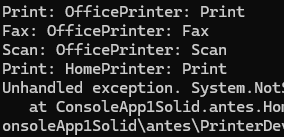 Print: OfficePrinter: Print
Fax: OfficePrinter: Fax
Scan: OfficePrinter: Scan
Print: HomePrinter: Print
Unhandled exception. System.NotS
at ConsoleApp1Solid.antes.Hom
onsoleApp1Solid\antes\PrinterDev